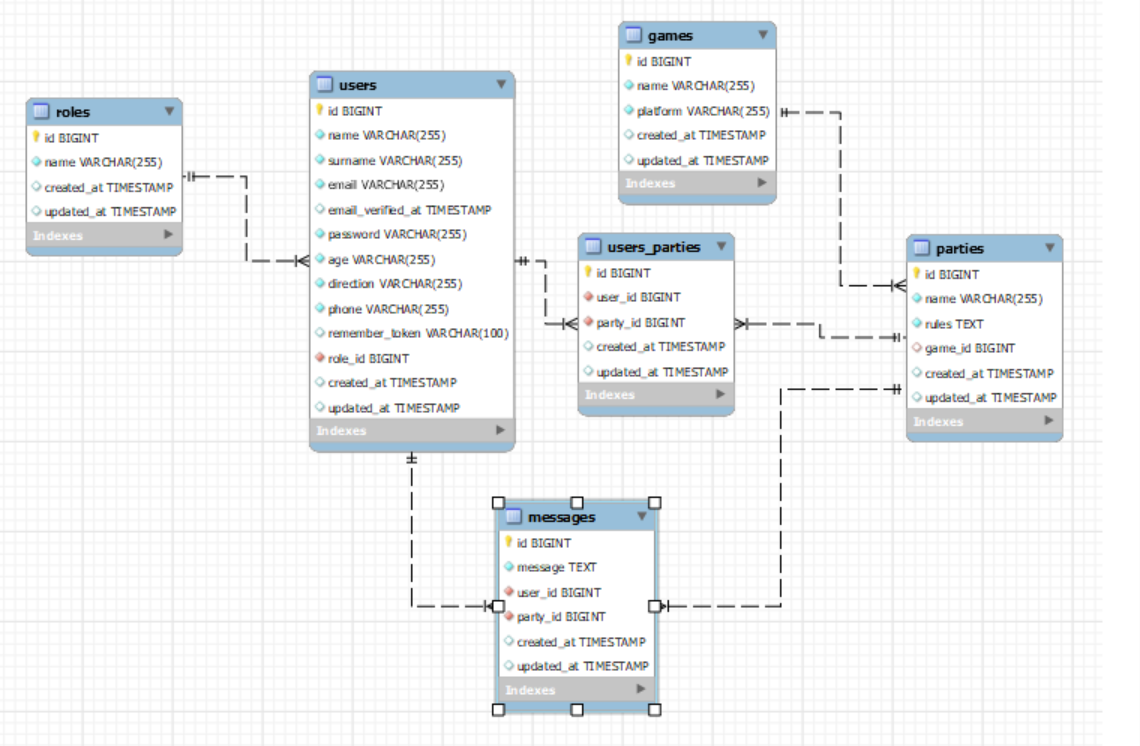 roles
id BIGINT
name VARCHAR(255)
created_at TIMESTAMP
updated_at TIMESTAMP
Indexes
users
id BIGINT
name VARCHAR(255)
surname VARCHAR(255)
email VARCHAR(255)
email_verified_at TIMESTAMP
password VARCHAR(255)
age VARCHAR(255)
direction VARCHAR(255)
phone VARCHAR(255)
remember_token VARCHAR(100)
role_id BIGINT
created_at TIMESTAMP
updated_at TIMESTAMP
Indexes
games
id BIGINT
name VARCHAR(255)
platform VARCHAR(255)
created_at TIMESTAMP
updated_at TIMESTAMP
Indexes
users_parties
id BIGINT
user_id BIGINT
party_id BIGINT
created_at TIMESTAMP
updated_at TIMESTAMP
Indexes
parties
id BIGINT
name VARCHAR(255)
rules TEXT
game_id BIGINT
created_at TIMESTAMP
updated_at TIMESTAMP
Indexes
messages
id BIGINT
message TEXT
user_id BIGINT
party_id BIGINT
created_at TIMESTAMP
updated_at TIMESTAMP
Indexes